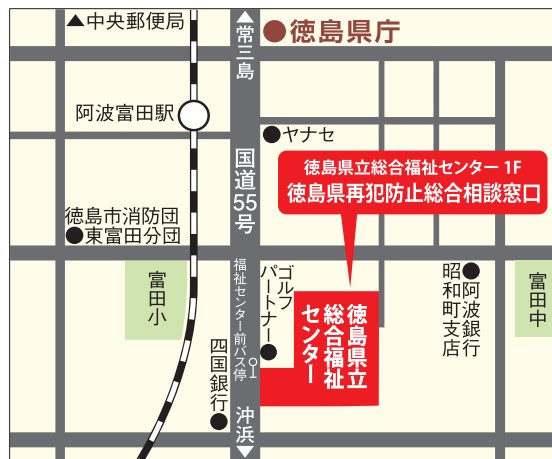 ▲中央郵便局
▲常三島
●徳島県庁
阿波富田駅
●ヤナセ
国道55号
徳島県立総合福祉センター 1F
徳島県再犯防止総合相談窓口
徳島市消防団
●東富田分団
富田小
福祉センター前バス停
ゴルフ
パートナー●
徳島県立
総合福祉
センター
●阿波銀行
昭和町支店
富田中
四国銀行●
沖浜▼